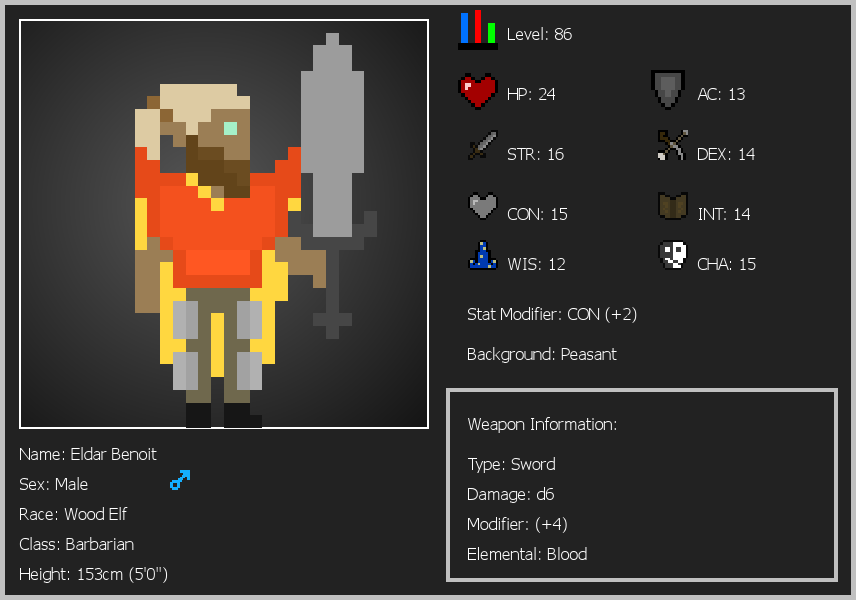 Level: 86
HP: 24
AC: 13
STR: 16
DEX: 14
CON: 15
INT: 14
WIS: 12
CHA: 15
Stat Modifier: CON (+2)
Background: Peasant
Weapon Information:
Type: Sword
Damage: d6
Modifier: (+4)
Elemental: Blood
Name: Eldar Benoit
Sex: Male
Race: Wood Elf
Class: Barbarian
Height: 153cm (5'0")